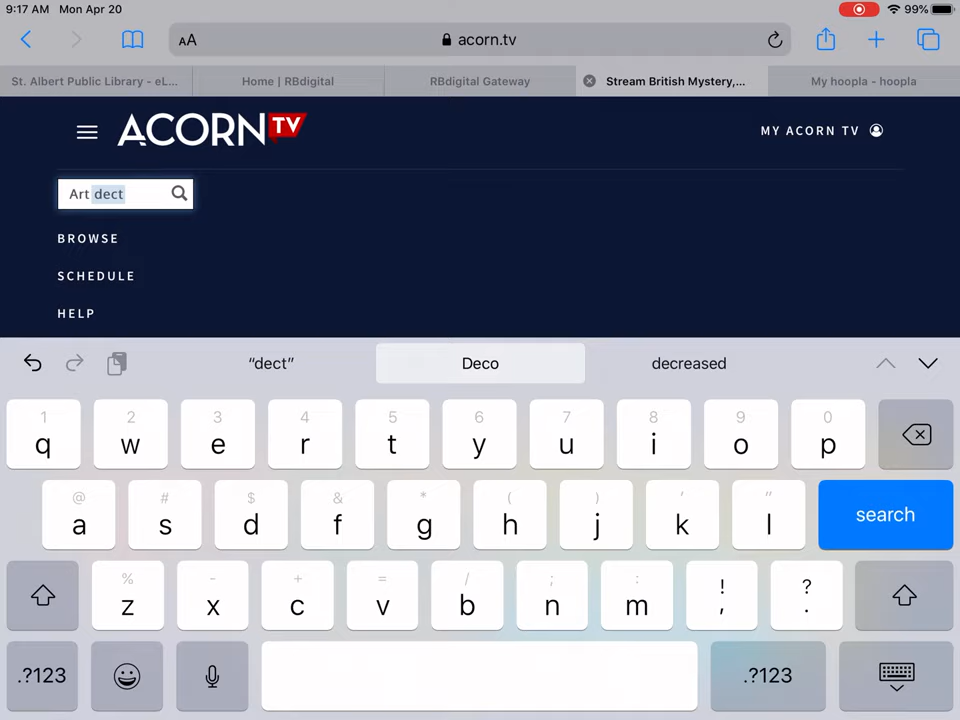 9:17 AM Mon Apr 20 99%
AA acorn.tv
St. Albert Public Library - eL... Home | RBdigital RBdigital Gateway Stream British Mystery,... My hoopla - hoopla
ACORN TV MY ACORN TV
Art dect
BROWSE
SCHEDULE
HELP
“dect” Deco decreased
1 2 3 4 5 6 7 8 9 0
q w e r t y u i o p
@ # $ & * ( ) ' "
a s d f g h j k l search
% - + = / ; : ! ?
z x c v b n m , .
.?123 .?123